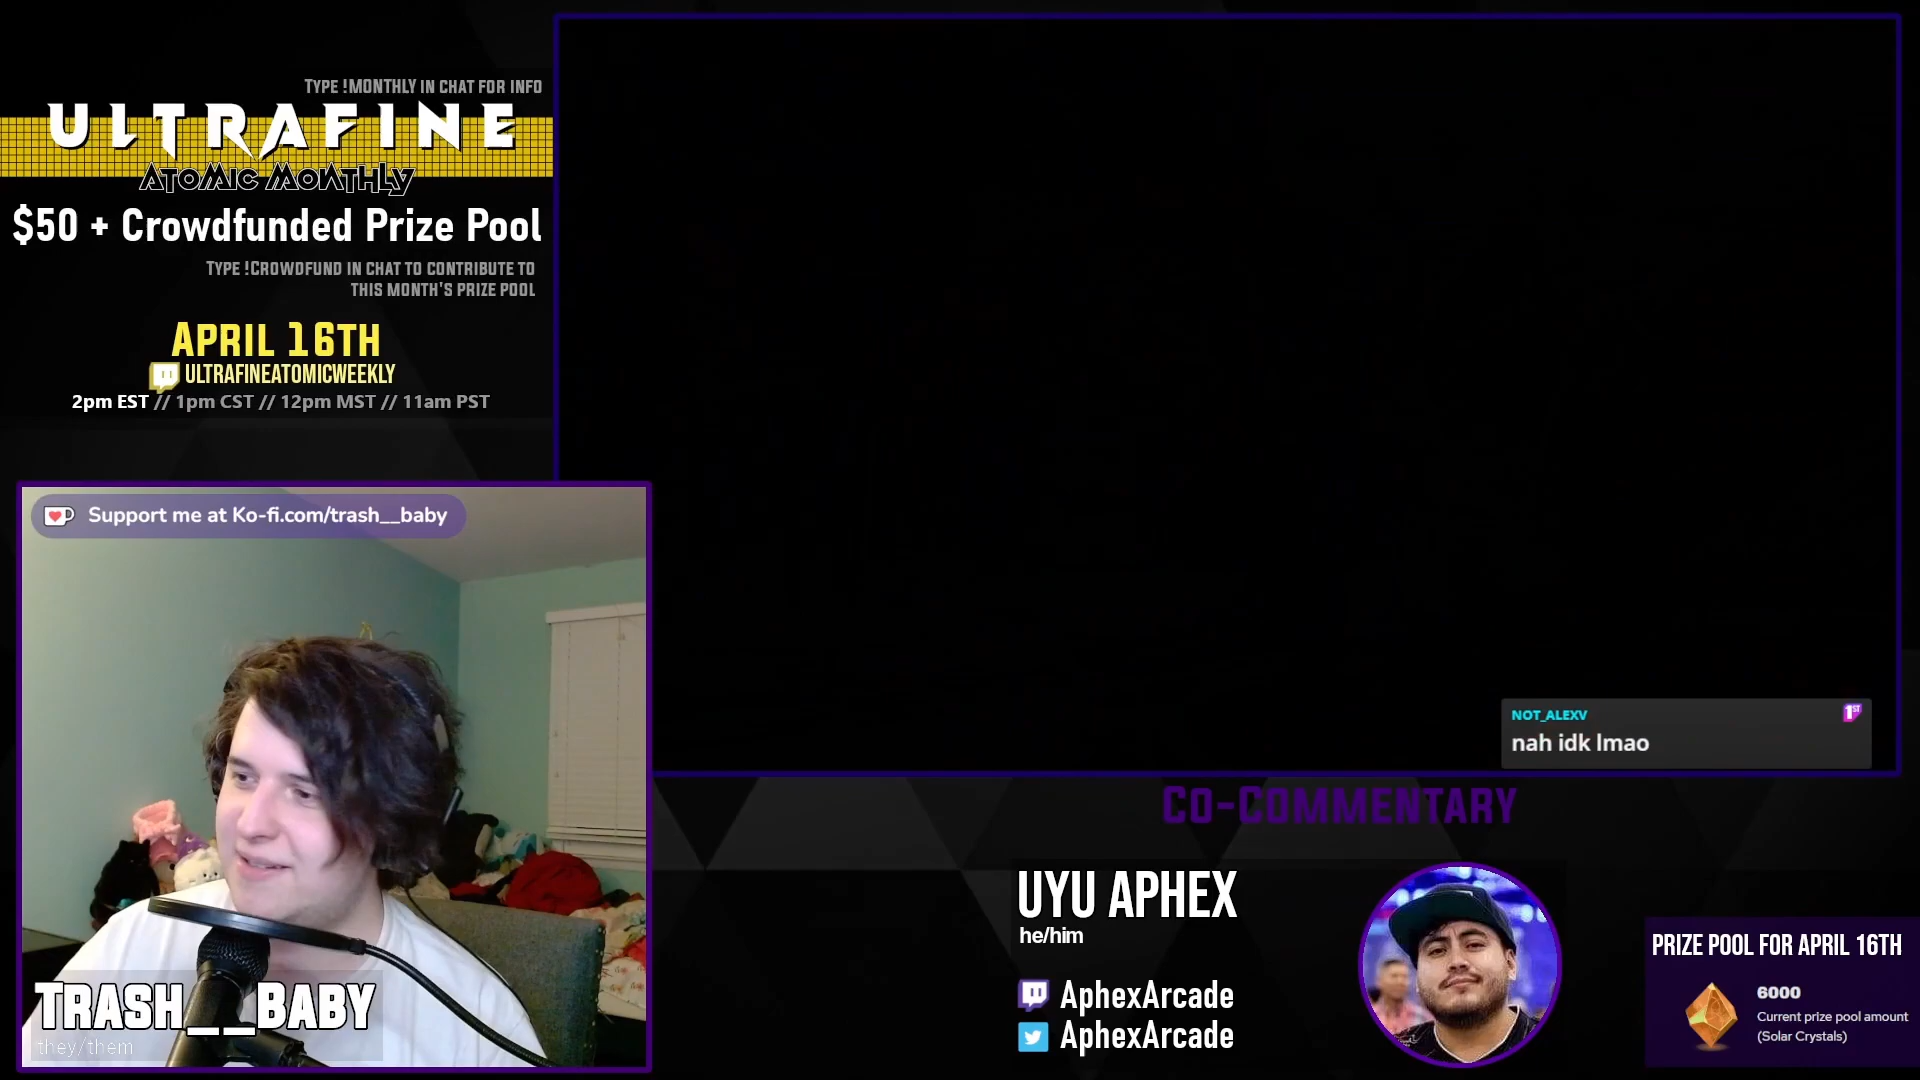 TYPE !MONTHLY IN CHAT FOR INFO
ULTRAFINE
ATOMIC MONTHLY
$50 + Crowdfunded Prize Pool
TYPE !CROWDFUND IN CHAT TO CONTRIBUTE TO
THIS MONTH'S PRIZE POOL
APRIL 16TH
ULTRAFINEATOMICWEEKLY
2pm EST // 1pm CST // 12pm MST // 11am PST
Support me at Ko-fi.com/trash__baby
TRASH__BABY
they/them
NOT_ALEXV
1ST
nah idk lmao
CO-COMMENTARY
UYU APHEX
he/him
AphexArcade
AphexArcade
PRIZE POOL FOR APRIL 16TH
6000
Current prize pool amount
(Solar Crystals)